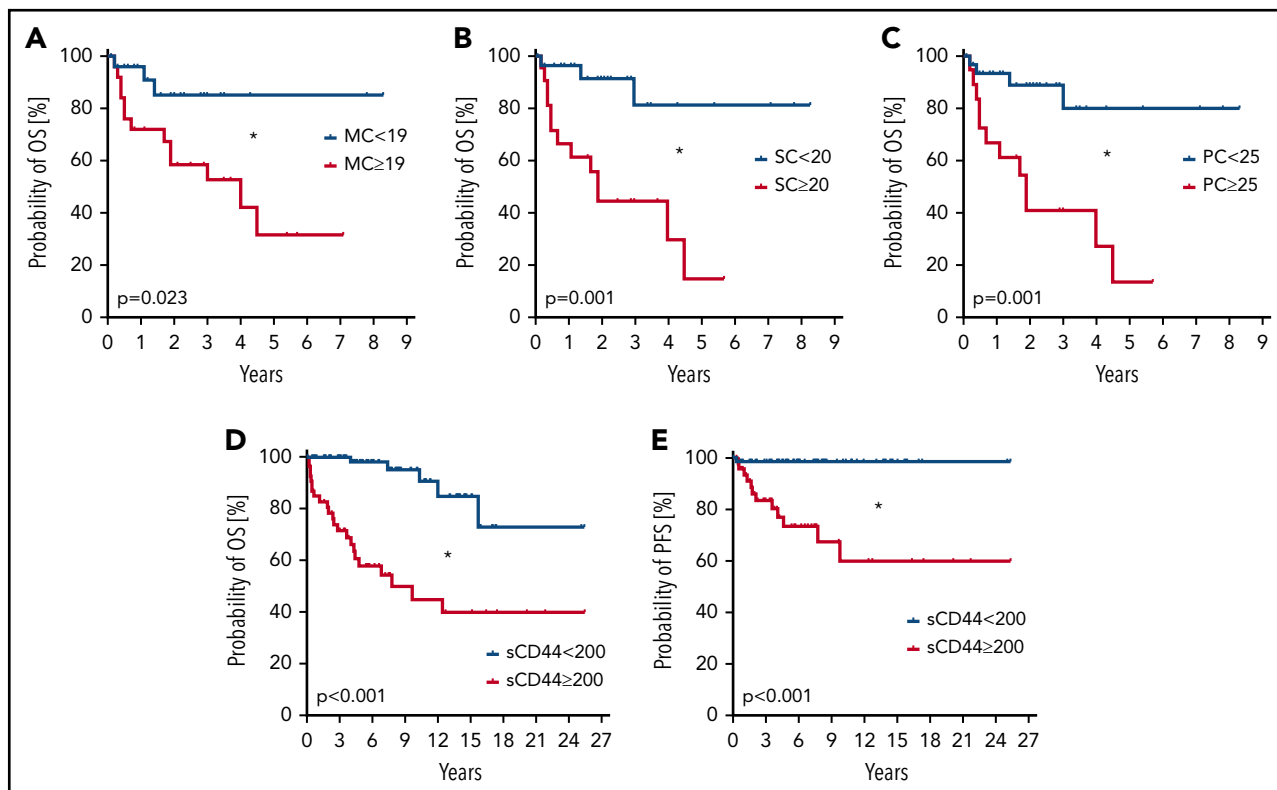 A
Probability of OS [%]
100
80
60
40
20
0
*
MC<19
MC≥19
p=0.023
0 1 2 3 4 5 6 7 8 9
Years
B
Probability of OS [%]
100
80
60
40
20
0
*
SC<20
SC≥20
p=0.001
0 1 2 3 4 5 6 7 8 9
Years
C
Probability of OS [%]
100
80
60
40
20
0
*
PC<25
PC≥25
p=0.001
0 1 2 3 4 5 6 7 8 9
Years
D
Probability of OS [%]
100
80
60
40
20
0
*
sCD44<200
sCD44≥200
p<0.001
0 3 6 9 12 15 18 21 24 27
Years
E
Probability of PFS [%]
100
80
60
40
20
0
*
sCD44<200
sCD44≥200
p<0.001
0 3 6 9 12 15 18 21 24 27
Years